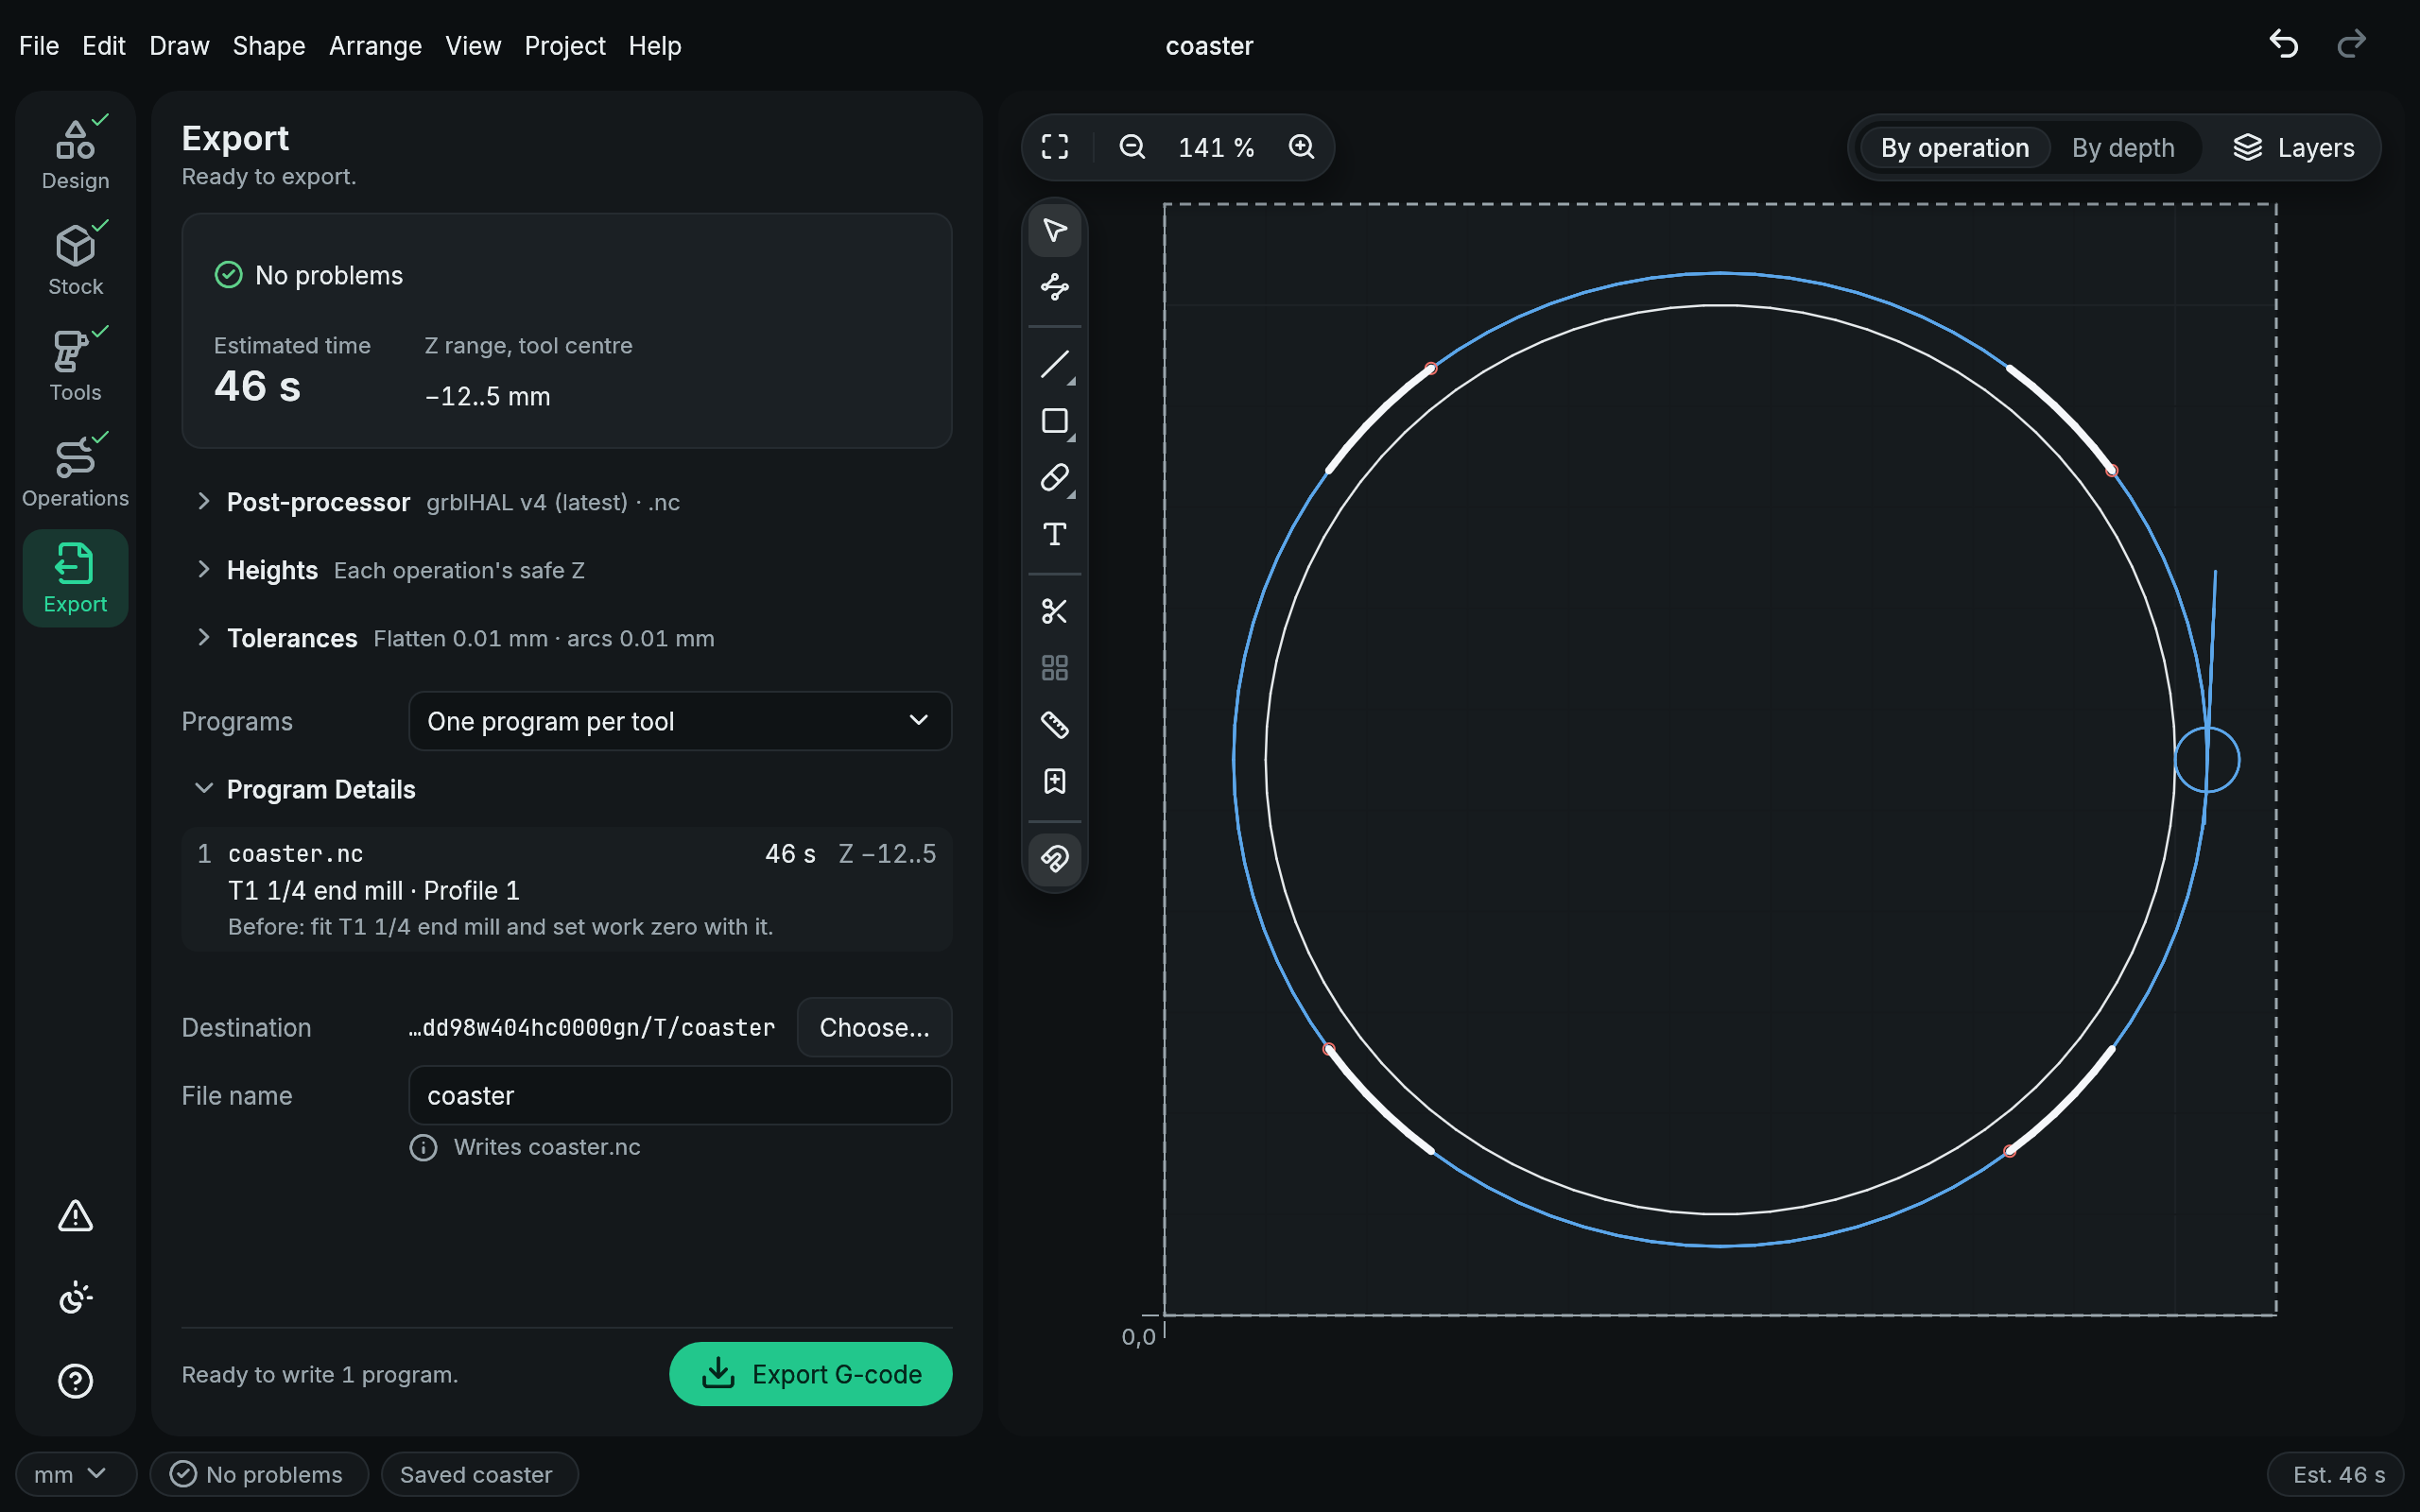 File Edit Draw Shape Arrange View Project Help
coaster
Design
Stock
Tools
Operations
Export
Export
Ready to export.
No problems
Estimated time
46 s
Z range, tool centre
−12..5 mm
Post-processor grblHAL v4 (latest) · .nc
Heights Each operation's safe Z
Tolerances Flatten 0.01 mm · arcs 0.01 mm
Programs One program per tool
Program Details
1 coaster.nc 46 s Z −12..5
T1 1/4 end mill · Profile 1
Before: fit T1 1/4 end mill and set work zero with it.
Destination …dd98w404hc0000gn/T/coaster Choose...
File name coaster
Writes coaster.nc
Ready to write 1 program. Export G-code
141 %
By operation By depth Layers
0,0
mm No problems Saved coaster Est. 46 s